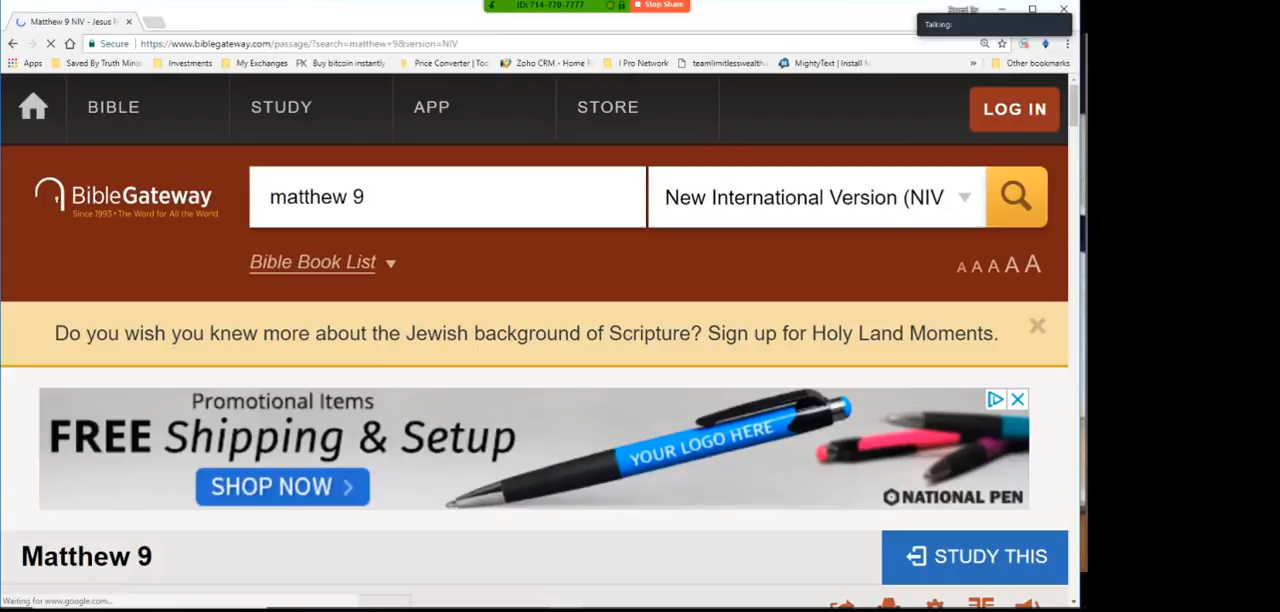 ID: 714-770-7777 Stop Share
Matthew 9 NIV - Jesus F
Talking:
Secure https://www.biblegateway.com/passage/?search=matthew+9&version=NIV
Apps Saved By Truth Minis Investments My Exchanges Buy bitcoin instantly Price Converter | Too Zoho CRM - Home I Pro Network teamlimitlesswealth MightyText | Install » Other bookmarks
BIBLE STUDY APP STORE LOG IN
BibleGateway
Since 1993 • The Word for All the World
matthew 9 New International Version (NIV
Bible Book List
A A A A A
Do you wish you knew more about the Jewish background of Scripture? Sign up for Holy Land Moments.
Promotional Items
FREE Shipping & Setup
SHOP NOW
YOUR LOGO HERE
NATIONAL PEN
Matthew 9 STUDY THIS
Waiting for www.google.com...